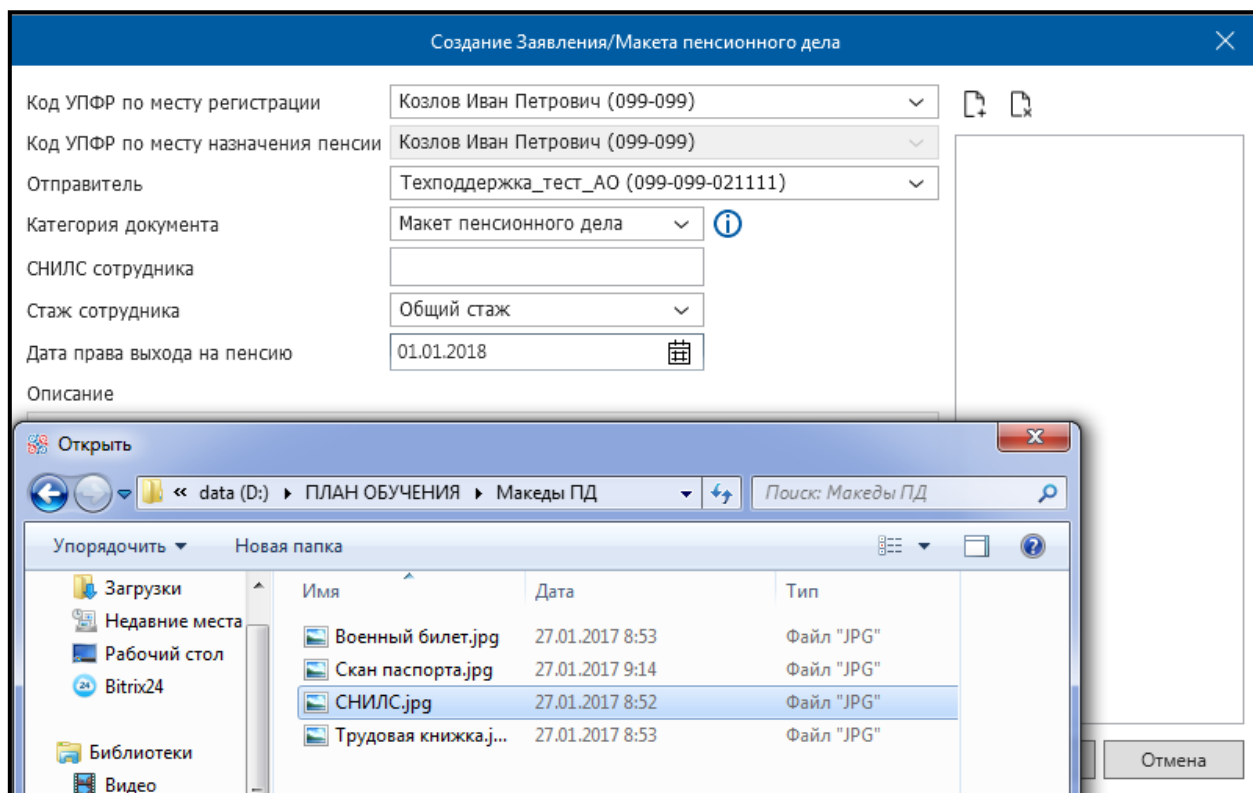 Создание Заявления/Макета пенсионного дела
Код УПФР по месту регистрации Козлов Иван Петрович (099-099)
Код УПФР по месту назначения пенсии Козлов Иван Петрович (099-099)
Отправитель Техподдержка_тест_АО (099-099-021111)
Категория документа Макет пенсионного дела
СНИЛС сотрудника
Стаж сотрудника Общий стаж
Дата права выхода на пенсию 01.01.2018
Описание
Открыть
« data (D:) ПЛАН ОБУЧЕНИЯ Македы ПД Поиск: Македы ПД
Упорядочить Новая папка
Загрузки
Недавние места
Рабочий стол
24 Bitrix24
Библиотеки
Видео
Имя Дата Тип
Военный билет.jpg 27.01.2017 8:53 Файл "JPG"
Скан паспорта.jpg 27.01.2017 9:14 Файл "JPG"
СНИЛС.jpg 27.01.2017 8:52 Файл "JPG"
Трудовая книжка.j... 27.01.2017 8:53 Файл "JPG"
Отмена